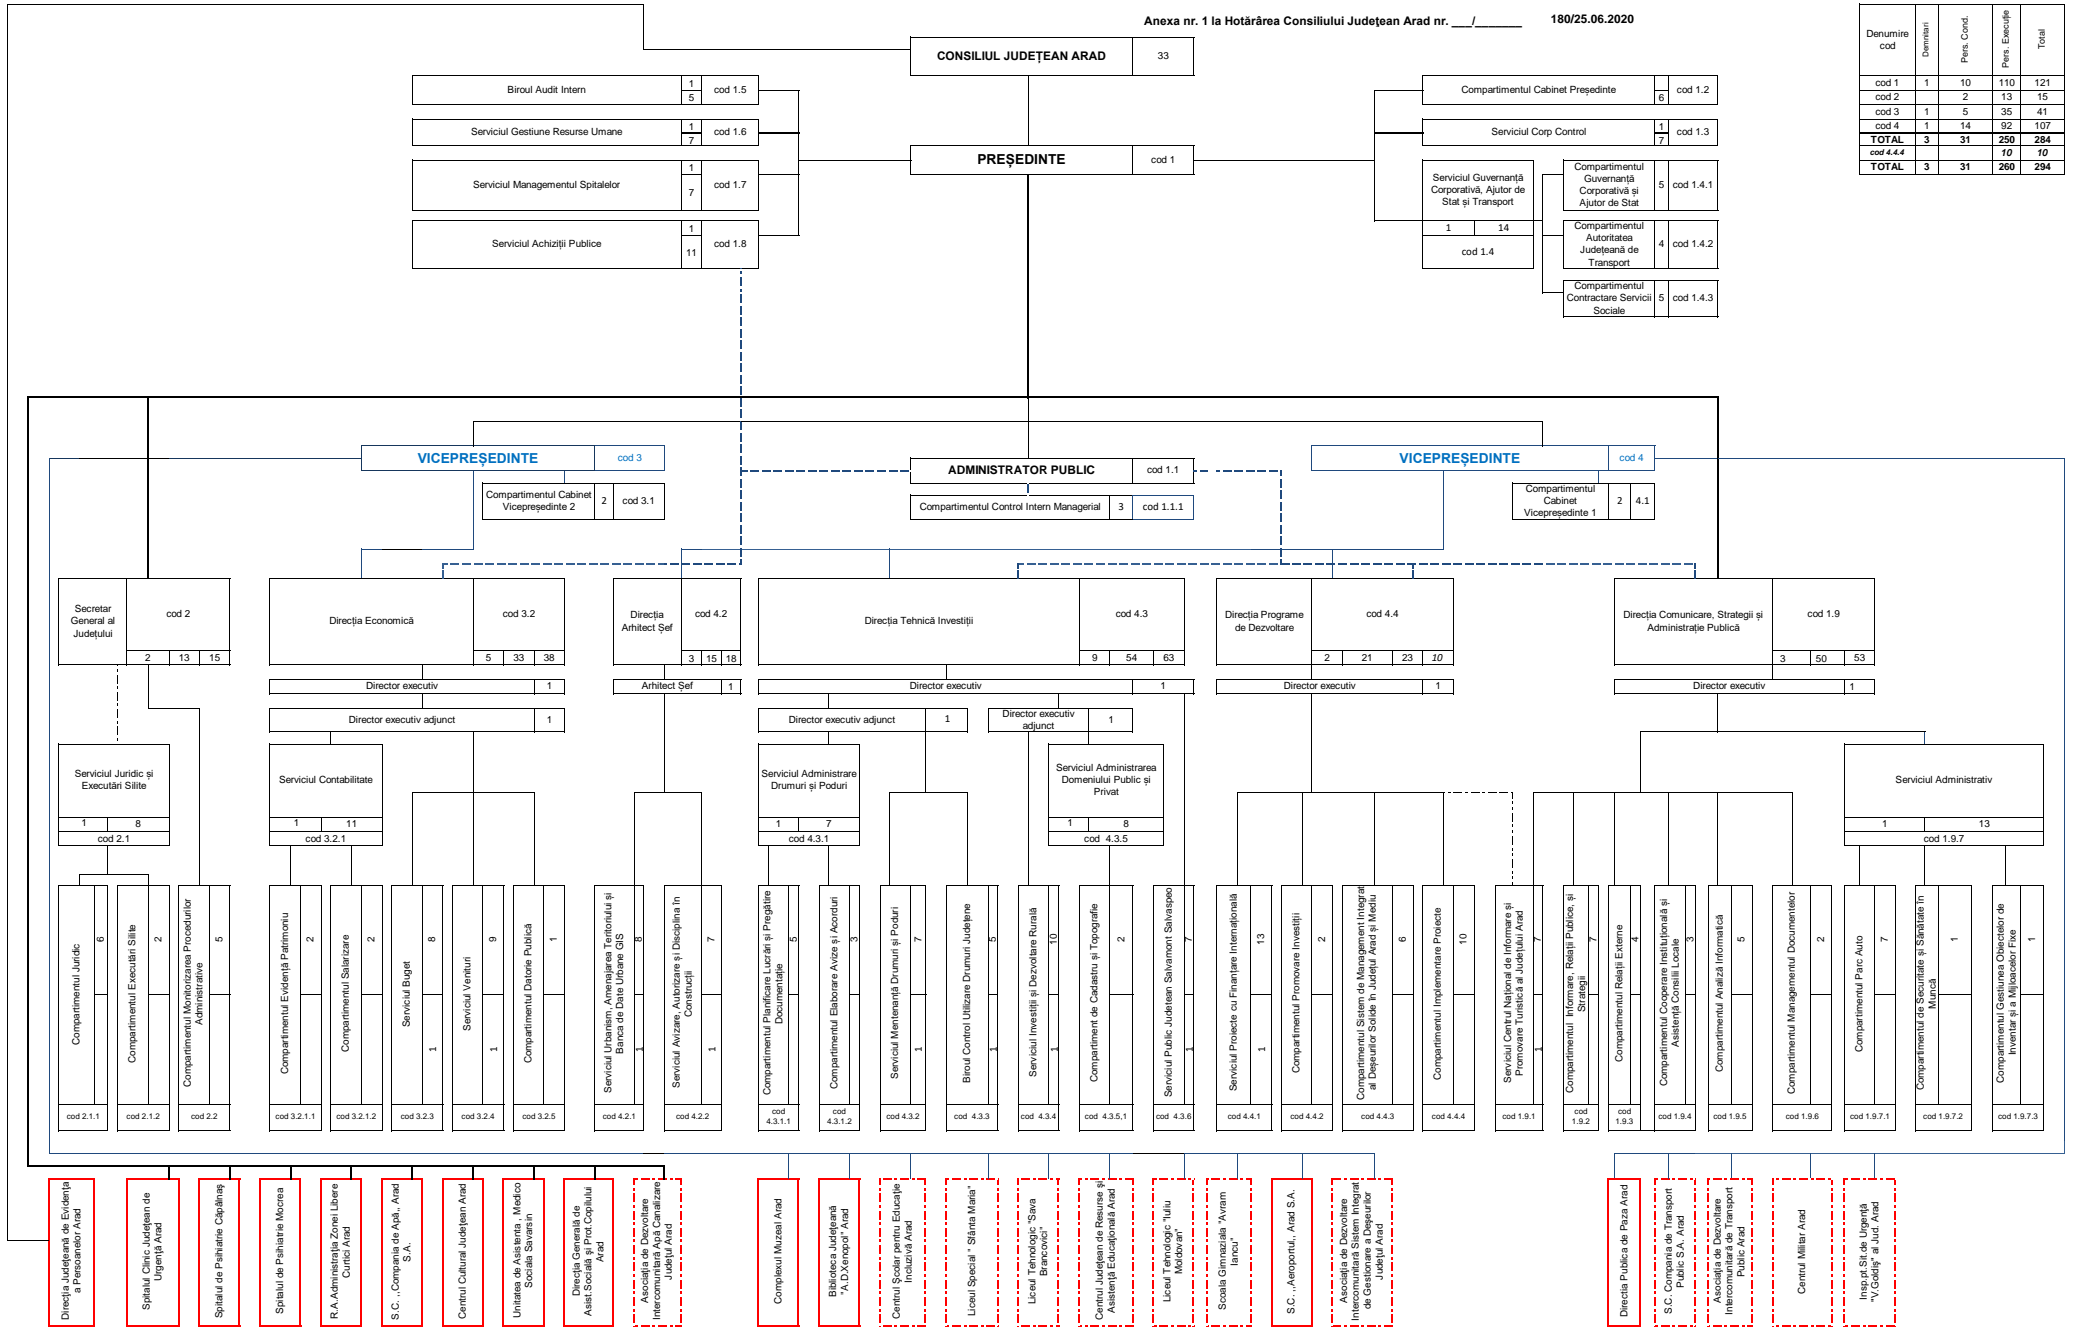 Anexa nr. 1 la Hotărârea Consiliului Judeţean Arad nr. ___/_______ 180/25.06.2020
Denumire cod Demnitari Pers. Cond. Pers. Execuție Total
cod 1 1 10 110 121
cod 2 2 13 15
cod 3 1 5 35 41
cod 4 1 14 92 107
TOTAL 3 31 250 284
cod 4.4.4 10 10
TOTAL 3 31 260 294
CONSILIUL JUDEȚEAN ARAD 33
Biroul Audit Intern 1 5 cod 1.5
Serviciul Gestiune Resurse Umane 1 7 cod 1.6
Serviciul Managementul Spitalelor 1 7 cod 1.7
Serviciul Achiziții Publice 1 11 cod 1.8
PREȘEDINTE cod 1
Compartimentul Cabinet Președinte 6 cod 1.2
Serviciul Corp Control 1 7 cod 1.3
Serviciul Guvernanță
Corporativă, Ajutor de
Stat și Transport
1 14
cod 1.4
Compartimentul
Guvernanță
Corporativă și
Ajutor de Stat
5 cod 1.4.1
Compartimentul
Autoritatea
Județeană de
Transport
4 cod 1.4.2
Compartimentul
Contractare Servicii
Sociale
5 cod 1.4.3
VICEPREȘEDINTE cod 3
Compartimentul Cabinet
Vicepreședinte 2
2 cod 3.1
ADMINISTRATOR PUBLIC cod 1.1
Compartimentul Control Intern Managerial 3 cod 1.1.1
VICEPREȘEDINTE cod 4
Compartimentul
Cabinet
Vicepreședinte 1
2 4.1
Secretar
General al
Județului
cod 2
2 13 15
Direcția Economică cod 3.2
5 33 38
Director executiv 1
Director executiv adjunct 1
Direcția
Arhitect Șef
cod 4.2
3 15 18
Arhitect Șef 1
Direcția Tehnică Investiții cod 4.3
9 54 63
Director executiv 1
Director executiv adjunct 1
Director executiv
adjunct
1
Direcția Programe
de Dezvoltare
cod 4.4
2 21 23 10
Director executiv 1
Direcția Comunicare, Strategii și
Administrație Publică
cod 1.9
3 50 53
Director executiv 1
Serviciul Juridic și
Executări Silite
1 8
cod 2.1
Serviciul Contabilitate
1 11
cod 3.2.1
Serviciul Administrare
Drumuri și Poduri
1 7
cod 4.3.1
Serviciul Administrarea
Domeniului Public și
Privat
1 8
cod 4.3.5
Serviciul Administrativ
1 13
cod 1.9.7
Compartimentul Juridic 6 cod 2.1.1
Compartimentul Executări Silite 2 cod 2.1.2
Compartimentul Monitorizarea Procedurilor
Administrative
5 cod 2.2
Compartimentul Evidență Patrimoniu 2 cod 3.2.1.1
Compartimentul Salarizare 2 cod 3.2.1.2
Serviciul Buget 8 1 cod 3.2.3
Serviciul Venituri 9 1 cod 3.2.4
Compartimentul Datorie Publică 1 cod 3.2.5
Serviciul Urbanism, Amenajarea Teritoriului și
Banca de Date Urbane GIS
8 1 cod 4.2.1
Serviciul Avizare, Autorizare și Disciplina în
Construcții
7 1 cod 4.2.2
Compartimentul Planificare Lucrări și Pregătire
Documentație
5 cod 4.3.1.1
Compartimentul Elaborare Avize și Acorduri 3 cod 4.3.1.2
Serviciul Mentenanță Drumuri și Poduri 7 1 cod 4.3.2
Biroul Control Utilizare Drumuri Județene 5 1 cod 4.3.3
Serviciul Investiții și Dezvoltare Rurală 10 1 cod 4.3.4
Compartiment de Cadastru și Topografie 2 cod 4.3.5,1
Serviciul Public Judetean Salvamont Salvaspeo 7 1 cod 4.3.6
Serviciul Proiecte cu Finanțare Internațională 13 1 cod 4.4.1
Compartimentul Promovare Investiții 2 cod 4.4.2
Compartimentul Sistem de Management Integrat
al Deșeurilor Solide în Județul Arad și Mediu
6 cod 4.4.3
Compartimentul Implementare Proiecte 10 cod 4.4.4
Serviciul Centrul Național de Informare și
Promovare Turistică al Județului Arad
7 1 cod 1.9.1
Compartimentul Informare, Relații Publice, și
Strategii
7 cod 1.9.2
Compartimentul Relații Externe 4 cod 1.9.3
Compartimentul Cooperare Instituțională și
Asistență Consilii Locale
3 cod 1.9.4
Compartimentul Analiză Informatică 5 cod 1.9.5
Compartimentul Managementul Documentelor 2 cod 1.9.6
Compartimentul Parc Auto 7 cod 1.9.7.1
Compartimentul de Securitate și Sănătate în
Muncă
1 cod 1.9.7.2
Compartimentul Gestiunea Obiectelor de
Inventar și a Mijloacelor Fixe
1 cod 1.9.7.3
Direcția Județeană de Evidența
a Persoanelor Arad
Spitalul Clinic Județean de
Urgență Arad
Spitalul de Psihiatrie Căpâlnaș
Spitalul de Psihiatrie Mocrea
R.A.Administrația Zonei Libere
Curtici Arad
S.C. ,,Compania de Apă,, Arad
S.A.
Centrul Cultural Județean Arad
Unitatea de Asistenta , Medico
Sociala Savarsin
Direcția Generală de
Asist.Socială și Prot.Copilului
Arad
Asociația de Dezvoltare
Intercomunitară Apă Canalizare
Județul Arad
Complexul Muzeal Arad
Biblioteca Județeană
"A.D.Xenopol" Arad
Centrul Școlar pentru Educație
Incluzivă Arad
Liceul Special " Sfânta Maria"
Liceul Tehnologic "Sava
Brancovici"
Centrul Județean de Resurse și
Asistență Educațională Arad
Liceul Tehnologic "Iuliu
Moldovan"
Scoala Gimnaziala "Avram
Iancu"
S.C. ,,Aeroportul,, Arad S.A.
Asociația de Dezvoltare
Intercomunitară Sistem Integrat
de Gestionare a Deșeurilor
Județul Arad
Directia Publica de Paza Arad
S.C. Compania de Transport
Public S.A. Arad
Asociația de Dezvoltare
Intercomunitară de Transport
Public Arad
Centrul Militar Arad
Insp.pt.Sit.de Urgență
"V.Goldiș" al Jud. Arad